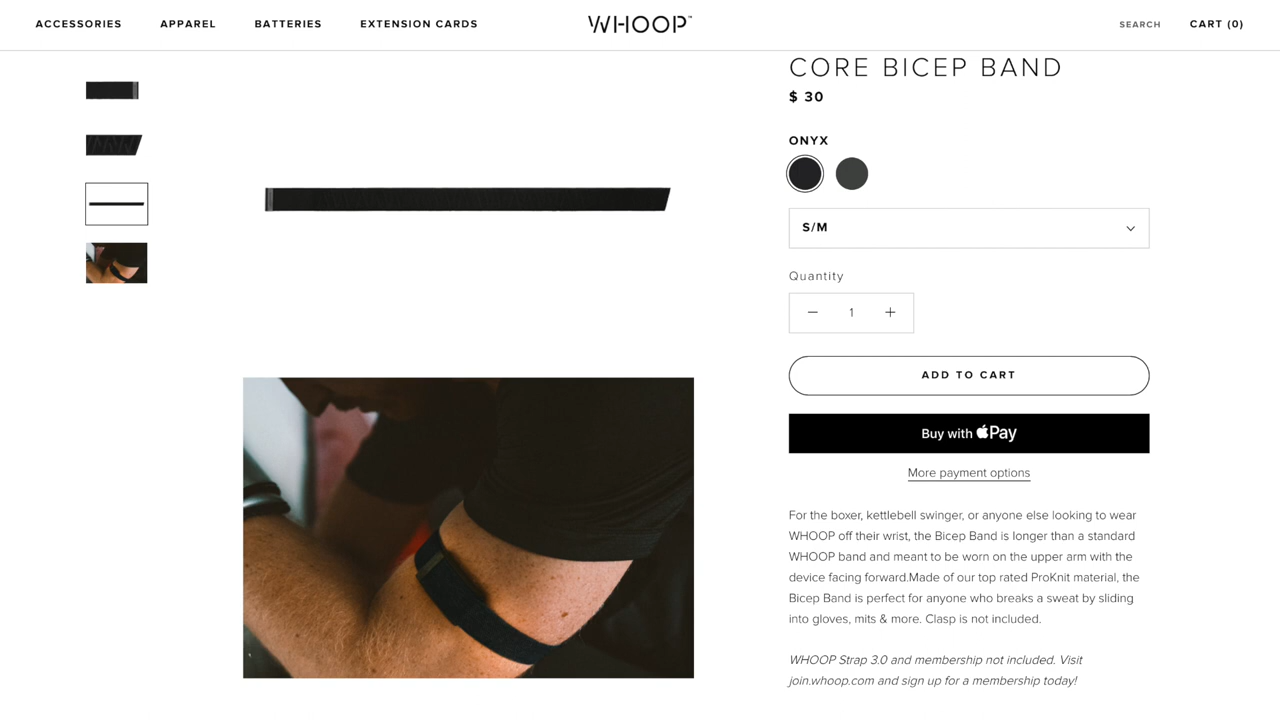 ACCESSORIES APPAREL BATTERIES EXTENSION CARDS WHOOP™ SEARCH CART (0)
CORE BICEP BAND
$ 30
ONYX
S/M
Quantity
1
ADD TO CART
Buy with Pay
More payment options
For the boxer, kettlebell swinger, or anyone else looking to wear
WHOOP off their wrist, the Bicep Band is longer than a standard
WHOOP band and meant to be worn on the upper arm with the
device facing forward.Made of our top rated ProKnit material, the
Bicep Band is perfect for anyone who breaks a sweat by sliding
into gloves, mits & more. Clasp is not included.
WHOOP Strap 3.0 and membership not included. Visit
join.whoop.com and sign up for a membership today!